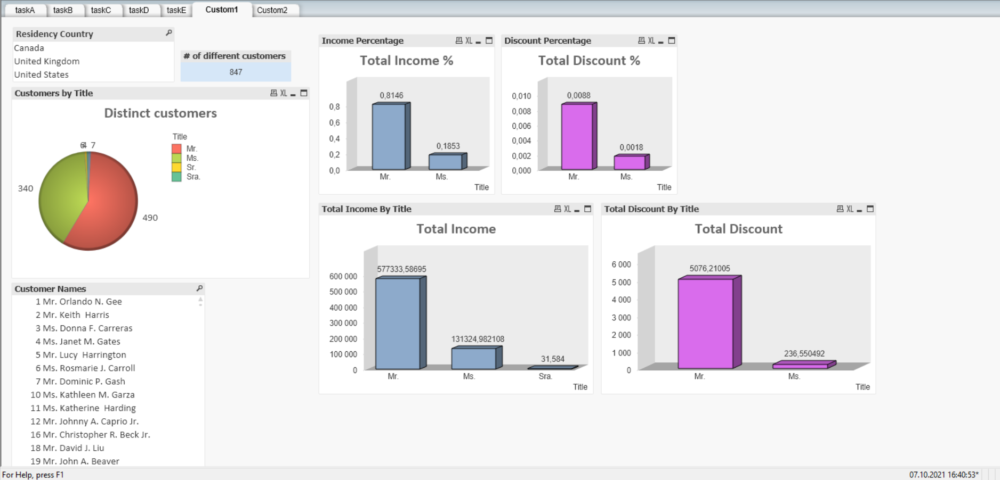 taskA taskB taskC taskD taskE Custom1 Custom2
Residency Country
Canada
United Kingdom
United States
# of different customers
847
Customers by Title XL
Distinct customers
Title
Mr.
Ms.
Sr.
Sra.
7
340
490
Customer Names
1 Mr. Orlando N. Gee
2 Mr. Keith Harris
3 Ms. Donna F. Carreras
4 Ms. Janet M. Gates
5 Mr. Lucy Harrington
6 Ms. Rosmarie J. Carroll
7 Mr. Dominic P. Gash
10 Ms. Kathleen M. Garza
11 Ms. Katherine Harding
12 Mr. Johnny A. Caprio Jr.
16 Mr. Christopher R. Beck Jr.
18 Mr. David J. Liu
19 Mr. John A. Beaver
Income Percentage XL
Total Income %
0,8146
0,1853
0,8
0,6
0,4
0,2
0,0
Mr. Ms.
Title
Discount Percentage XL
Total Discount %
0,0088
0,0018
0,010
0,008
0,006
0,004
0,002
0,000
Mr. Ms.
Title
Total Income By Title XL
Total Income
577333,58695
131324,982108
31,584
600 000
500 000
400 000
300 000
200 000
100 000
0
Mr. Ms. Sra.
Title
Total Discount By Title XL
Total Discount
5076,21005
236,550492
6 000
5 000
4 000
3 000
2 000
1 000
0
Mr. Ms.
Title
For Help, press F1
07.10.2021 16:40:53*